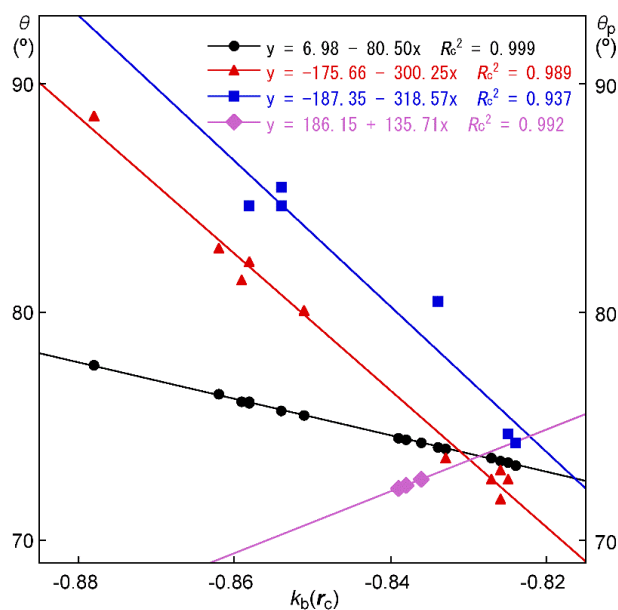 θ θp
(º) (º)
y = 6.98 − 80.50x Rc² = 0.999
y = −175.66 − 300.25x Rc² = 0.989
y = −187.35 − 318.57x Rc² = 0.937
y = 186.15 + 135.71x Rc² = 0.992
90 90
80 80
70 70
-0.88 -0.86 -0.84 -0.82
kb(rc)